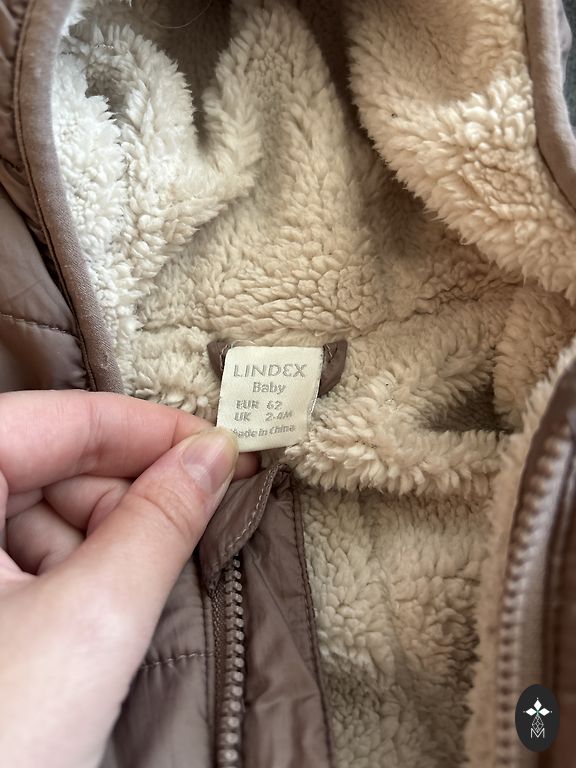 LINDEX
Baby
EUR 62
UK 2-4M
Made in China
M